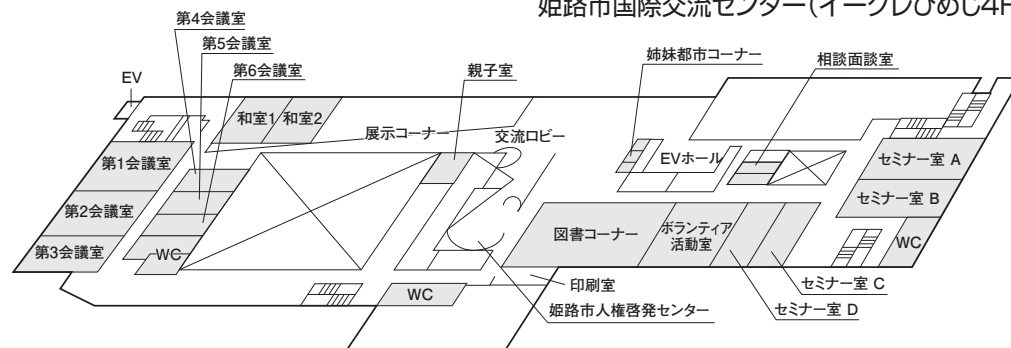 姫路市国際交流センター(イーグレひめじ4F
第4会議室
第5会議室
第6会議室
EV
和室1
和室2
展示コーナー
親子室
交流ロビー
姉妹都市コーナー
相談面談室
EVホール
第1会議室
第2会議室
第3会議室
WC
セミナー室 A
セミナー室 B
WC
図書コーナー
ボランティア
活動室
セミナー室 C
セミナー室 D
印刷室
WC
姫路市人権啓発センター